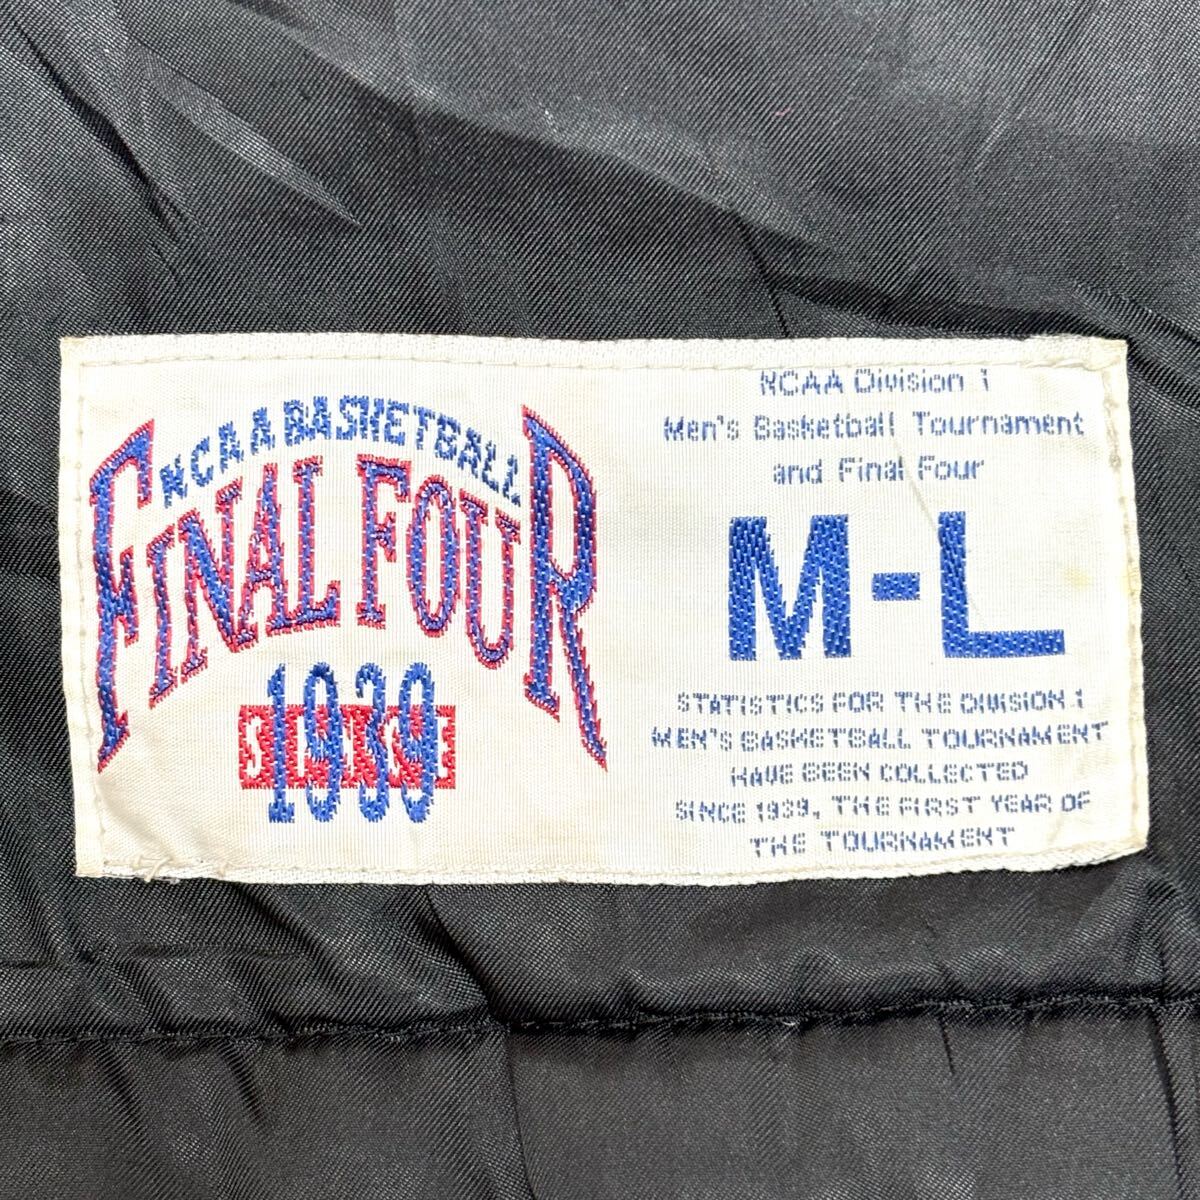 NCAA BASKETBALL
FINAL FOUR
SINCE
1939
NCAA Division 1
Men's Basketball Tournament
and Final Four
M-L
STATISTICS FOR THE DIVISION 1
MEN'S BASKETBALL TOURNAMENT
HAVE BEEN COLLECTED
SINCE 1939, THE FIRST YEAR OF
THE TOURNAMENT